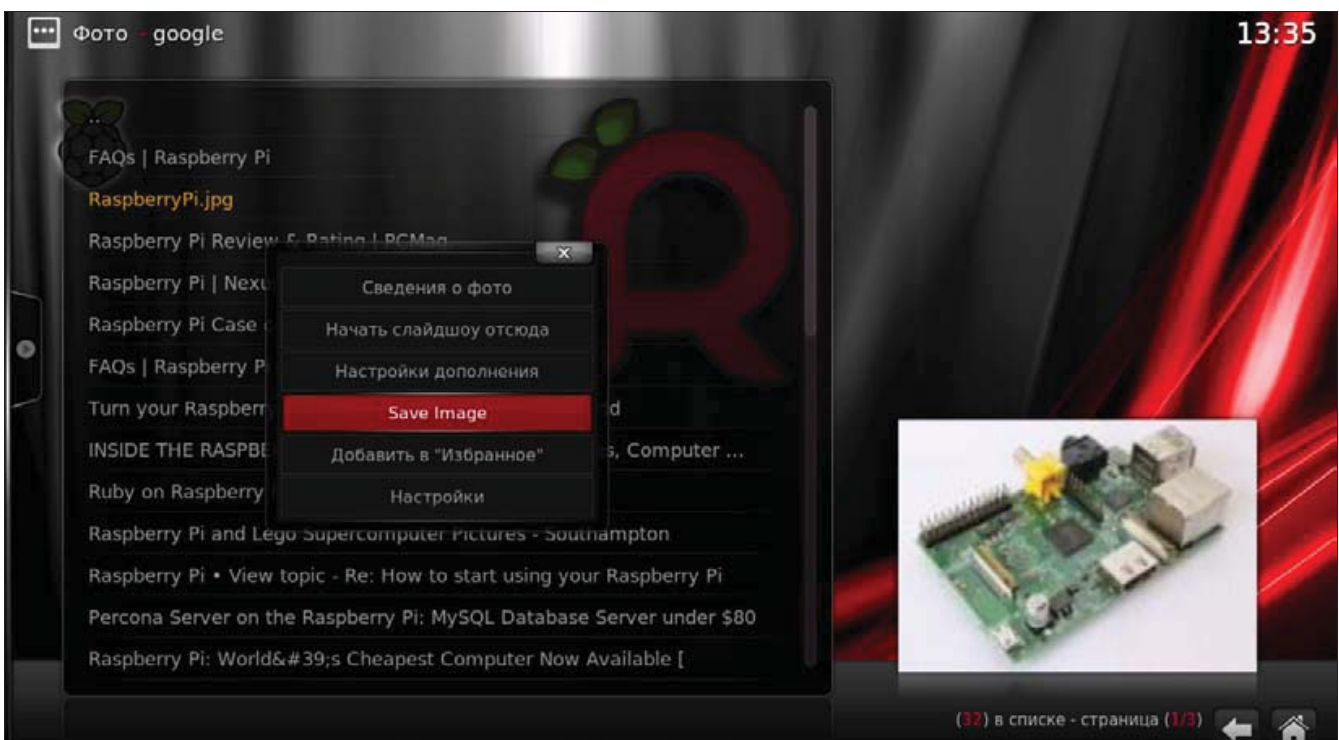 Фото - google
13:35
FAQs | Raspberry Pi
RaspberryPi.jpg
Raspberry Pi Review & Rating | PCMag
Raspberry Pi | Nexu
Raspberry Pi Case
FAQs | Raspberry P
Turn your Raspberr d
INSIDE THE RASPBE s, Computer ...
Ruby on Raspberry
Raspberry Pi and Lego Supercomputer Pictures - Southampton
Raspberry Pi • View topic - Re: How to start using your Raspberry Pi
Percona Server on the Raspberry Pi: MySQL Database Server under $80
Raspberry Pi: World&#39;s Cheapest Computer Now Available [
x
Сведения о фото
Начать слайдшоу отсюда
Настройки дополнения
Save Image
Добавить в "Избранное"
Настройки
(32) в списке - страница (1/3)